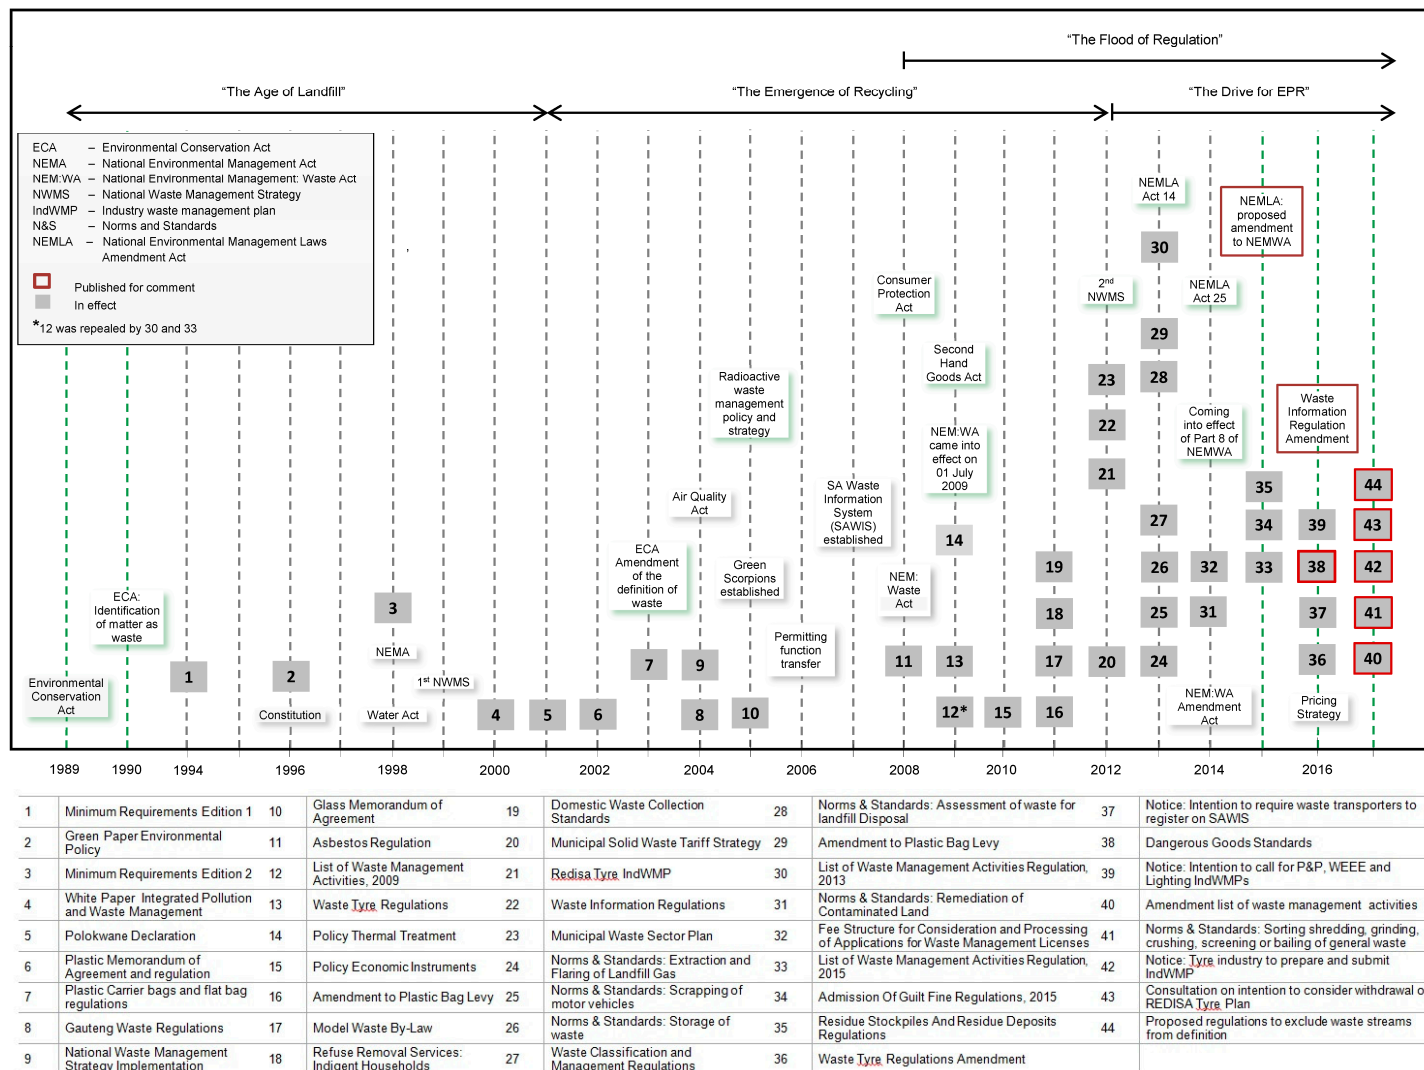 “The Flood of Regulation”
“The Age of Landfill”
“The Emergence of Recycling”
“The Drive for EPR”
ECA – Environmental Conservation Act
NEMA – National Environmental Management Act
NEM:WA – National Environmental Management: Waste Act
NWMS – National Waste Management Strategy
IndWMP – Industry waste management plan
N&S – Norms and Standards
NEMLA – National Environmental Management Laws
Amendment Act
Published for comment
In effect
*12 was repealed by 30 and 33
Environmental
Conservation
Act
ECA:
Identification
of matter as
waste
1
2
Constitution
3
NEMA
Water Act
1st NWMS
4
5
6
ECA
Amendment
of the
definition of
waste
7
Air Quality
Act
9
8
Radioactive
waste
management
policy and
strategy
Green
Scorpions
established
10
Permitting
function
transfer
SA Waste
Information
System
(SAWIS)
established
Consumer
Protection
Act
NEM:
Waste
Act
11
Second
Hand
Goods Act
NEM:WA
came into
effect on
01 July
2009
14
13
12*
15
19
18
17
16
2nd
NWMS
23
22
21
20
NEMLA
Act 14
30
29
28
27
26
25
24
NEMLA
Act 25
Coming
into effect
of Part 8 of
NEMWA
32
31
NEM:WA
Amendment
Act
NEMLA:
proposed
amendment
to NEMWA
35
34
33
Waste
Information
Regulation
Amendment
39
38
37
36
Pricing
Strategy
44
43
42
41
40
1989 1990 1994 1996 1998 2000 2002 2004 2006 2008 2010 2012 2014 2016
1 Minimum Requirements Edition 1
2 Green Paper Environmental
Policy
3 Minimum Requirements Edition 2
4 White Paper Integrated Pollution
and Waste Management
5 Polokwane Declaration
6 Plastic Memorandum of
Agreement and regulation
7 Plastic Carrier bags and flat bag
regulations
8 Gauteng Waste Regulations
9 National Waste Management
Strategy Implementation
10 Glass Memorandum of
Agreement
11 Asbestos Regulation
12 List of Waste Management
Activities, 2009
13 Waste Tyre Regulations
14 Policy Thermal Treatment
15 Policy Economic Instruments
16 Amendment to Plastic Bag Levy
17 Model Waste By-Law
18 Refuse Removal Services:
Indigent Households
19 Domestic Waste Collection
Standards
20 Municipal Solid Waste Tariff Strategy
21 Redisa Tyre IndWMP
22 Waste Information Regulations
23 Municipal Waste Sector Plan
24 Norms & Standards: Extraction and
Flaring of Landfill Gas
25 Norms & Standards: Scrapping of
motor vehicles
26 Norms & Standards: Storage of
waste
27 Waste Classification and
Management Regulations
28 Norms & Standards: Assessment of waste for
landfill Disposal
29 Amendment to Plastic Bag Levy
30 List of Waste Management Activities Regulation,
2013
31 Norms & Standards: Remediation of
Contaminated Land
32 Fee Structure for Consideration and Processing
of Applications for Waste Management Licenses
33 List of Waste Management Activities Regulation,
2015
34 Admission Of Guilt Fine Regulations, 2015
35 Residue Stockpiles And Residue Deposits
Regulations
36 Waste Tyre Regulations Amendment
37 Notice: Intention to require waste transporters to
register on SAWIS
38 Dangerous Goods Standards
39 Notice: Intention to call for P&P, WEEE and
Lighting IndWMPs
40 Amendment list of waste management activities
41 Norms & Standards: Sorting shredding, grinding,
crushing, screening or bailing of general waste
42 Notice: Tyre industry to prepare and submit
IndWMP
43 Consultation on intention to consider withdrawal o
REDISA Tyre Plan
44 Proposed regulations to exclude waste streams
from definition